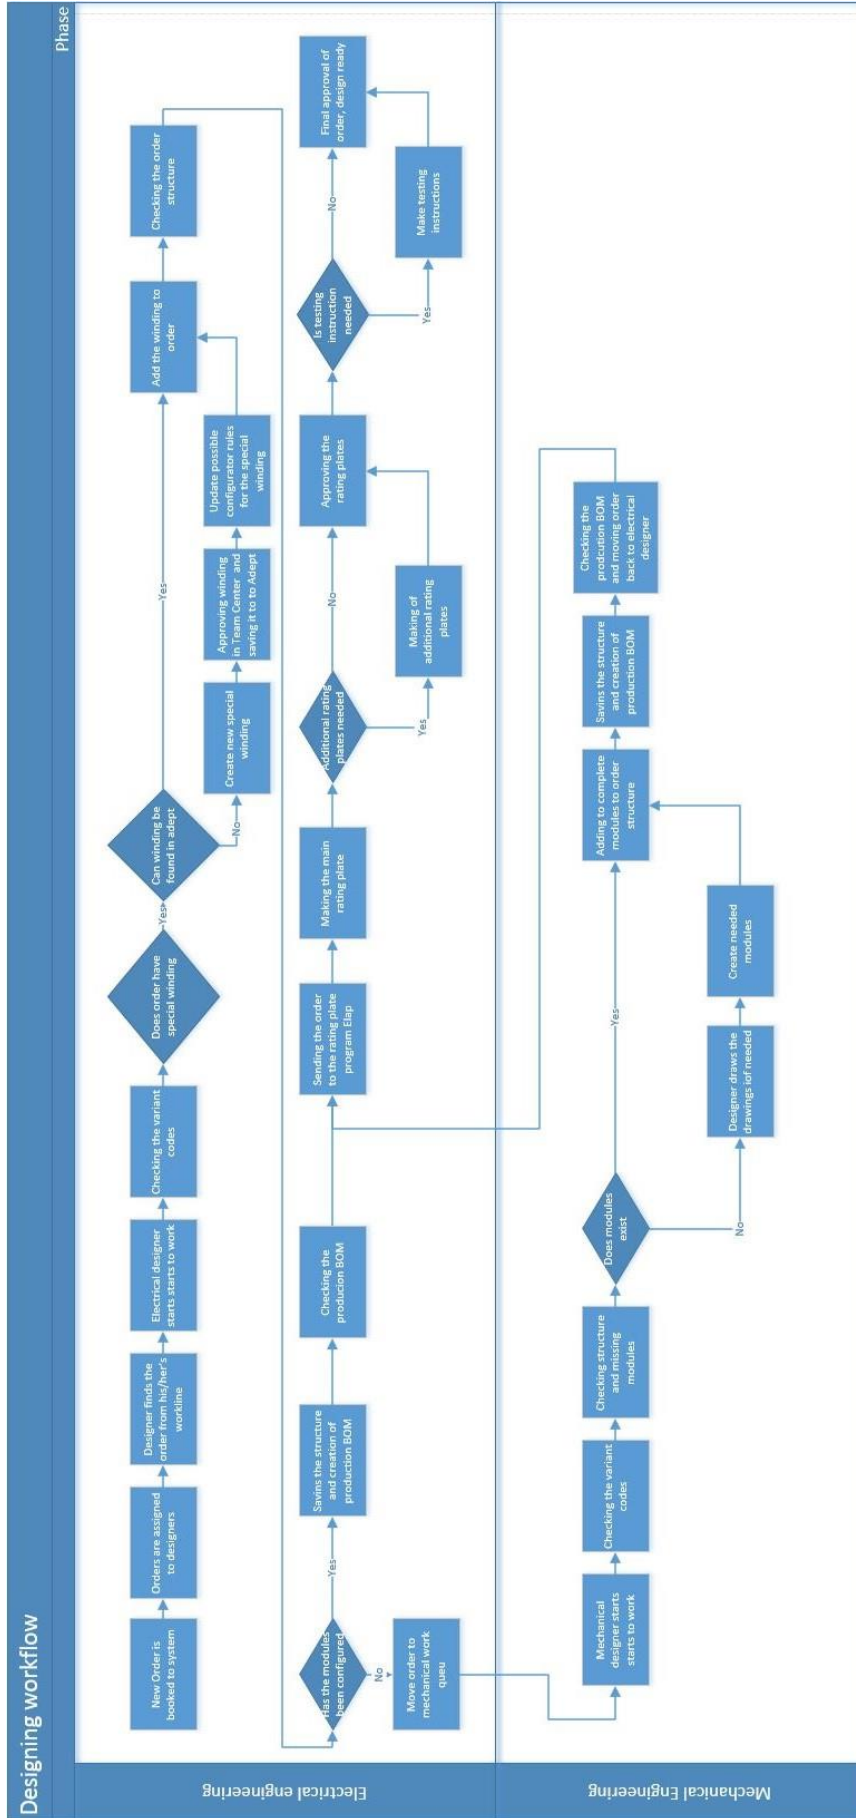 Designing workflow
Phase
Electrical engineering
New Order is
booked to system
Orders are assigned
to designers
Designer finds the
order from his/her's
workline
Electrical designer
starts starts to work
Checking the variant
codes
Does order have
special winding
Yes
Can winding be
found in adept
Yes
No
Create new special
winding
Approving winding
in Team Center and
saving it to to Adept
Update possible
configurator rules
for the special
winding
Add the winding to
order
Checking the order
structure
Has the modules
been configured
Yes
No
Move order to
mechanical work
queu
Savins the structure
and creation of
production BOM
Checking the
producion BOM
Sending the order
to the rating plate
program Elap
Making the main
rating plate
Additional rating
plates needed
No
Yes
Making of
additional rating
plates
Approving the
rating plates
Is testing
instruction
needed
No
Yes
Make testing
instructions
Final approval of
order, design ready
Mechanical Engineering
Mechanical
designer starts
starts to work
Checking the variant
codes
Checking structure
and missing
modules
Does modules
exist
Yes
No
Designer draws the
drawings iof needed
Create needed
modules
Adding to complete
modules to order
structure
Savins the structure
and creation of
production BOM
Checking the
prodcution BOM
and moving order
back to electrical
designer